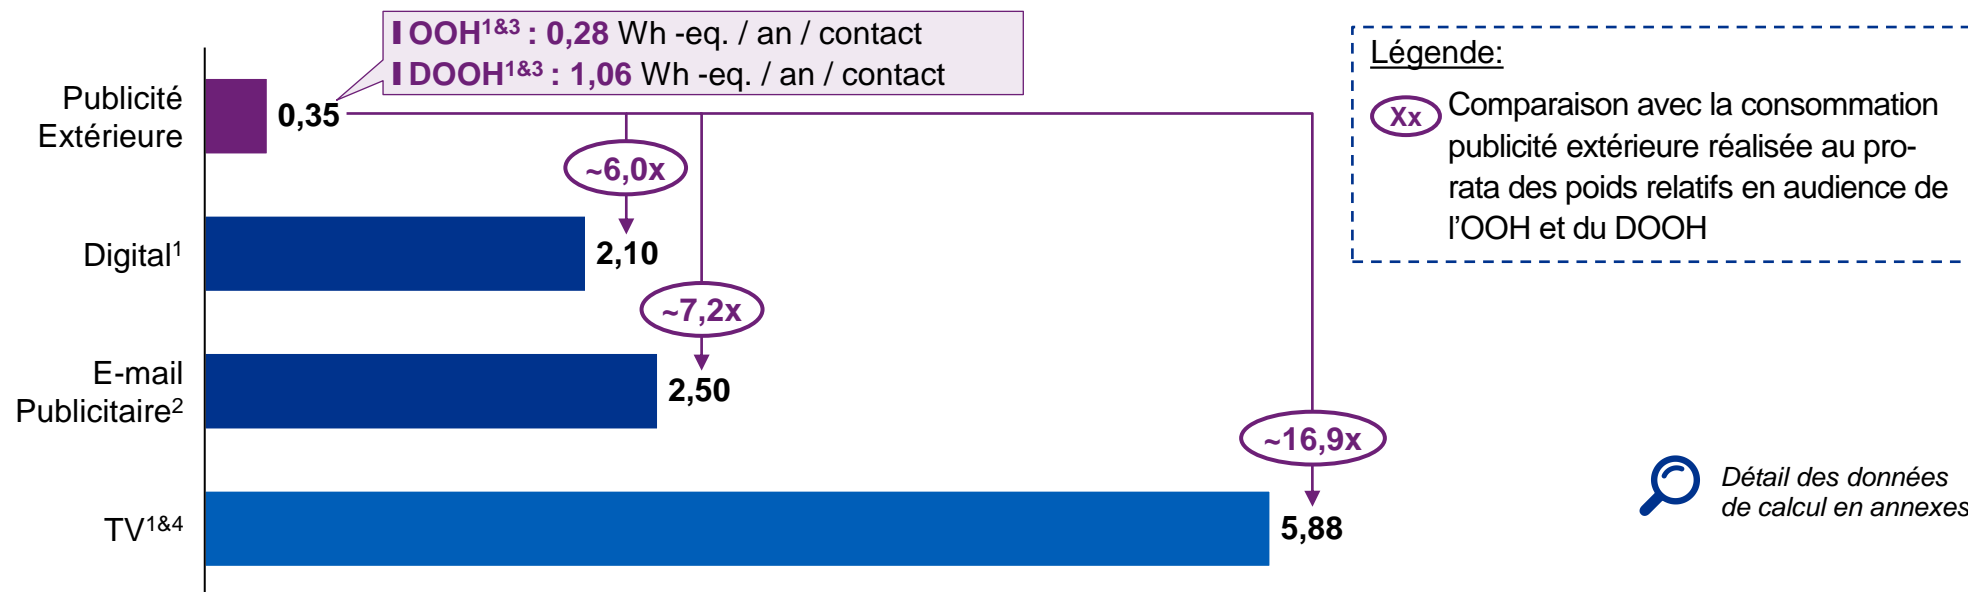 I OOH1&3 : 0,28 Wh -eq. / an / contact
I DOOH1&3 : 1,06 Wh -eq. / an / contact
Publicité
Extérieure
0,35
~6,0x
Digital1
2,10
~7,2x
E-mail
Publicitaire2
2,50
~16,9x
TV1&4
5,88
Légende:
Xx
Comparaison avec la consommation
publicité extérieure réalisée au pro-
rata des poids relatifs en audience de
l’OOH et du DOOH
Détail des données
de calcul en annexes